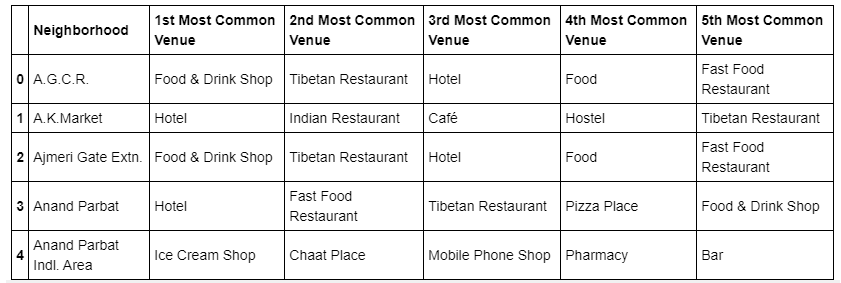 Neighborhood 1st Most Common Venue 2nd Most Common Venue 3rd Most Common Venue 4th Most Common Venue 5th Most Common Venue
0 A.G.C.R. Food & Drink Shop Tibetan Restaurant Hotel Food Fast Food Restaurant
1 A.K.Market Hotel Indian Restaurant Café Hostel Tibetan Restaurant
2 Ajmeri Gate Extn. Food & Drink Shop Tibetan Restaurant Hotel Food Fast Food Restaurant
3 Anand Parbat Hotel Fast Food Restaurant Tibetan Restaurant Pizza Place Food & Drink Shop
4 Anand Parbat Indl. Area Ice Cream Shop Chaat Place Mobile Phone Shop Pharmacy Bar